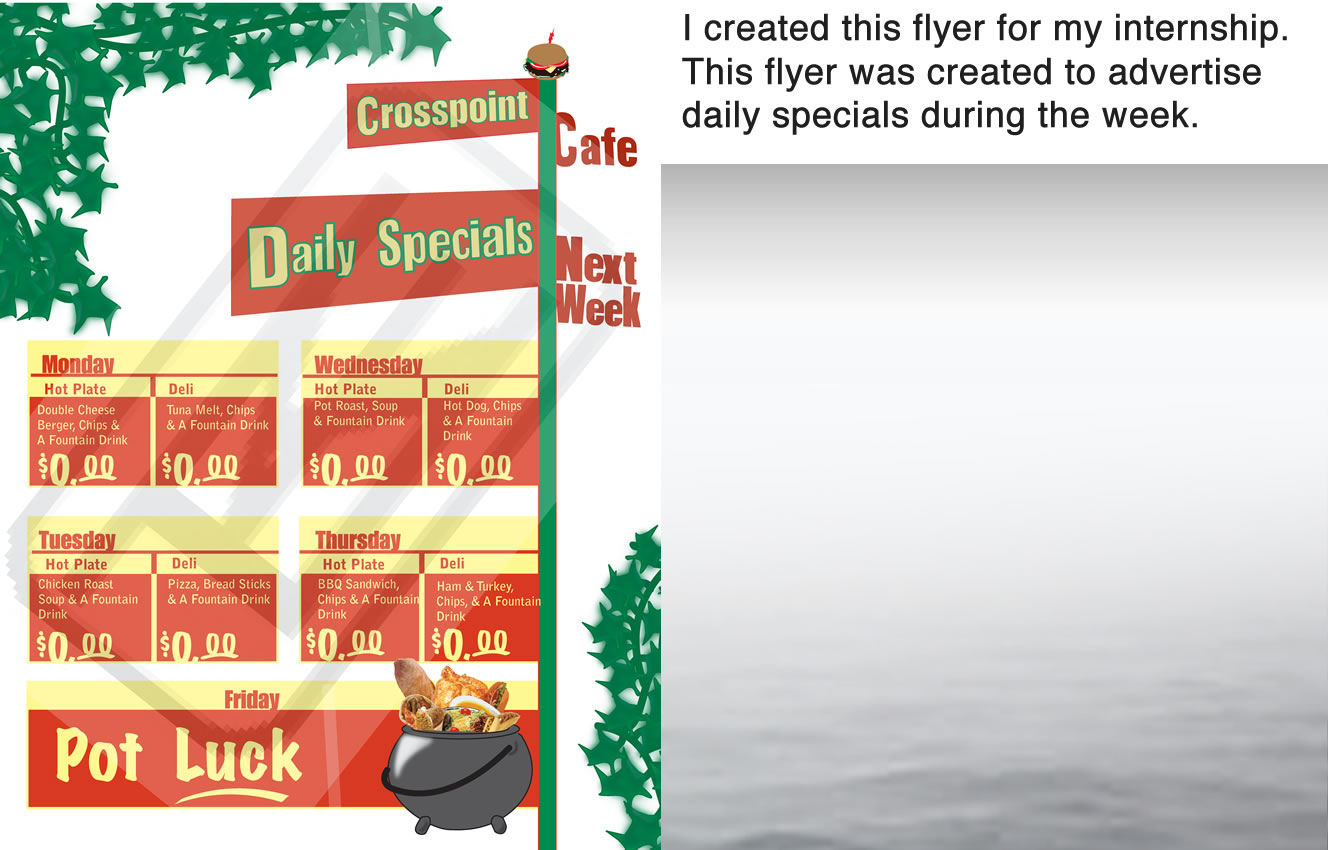 I created this flyer for my internship.
This flyer was created to advertise
daily specials during the week.
Crosspoint
Cafe
Daily Specials
Next
Week
Monday
Hot Plate
Deli
Double Cheese
Berger, Chips &
A Fountain Drink
$0.00
Tuna Melt, Chips
& A Fountain Drink
$0.00
Wednesday
Hot Plate
Deli
Pot Roast, Soup
& Fountain Drink
$0.00
Hot Dog, Chips
& A Fountain
Drink
$0.00
Tuesday
Hot Plate
Deli
Chicken Roast
Soup & A Fountain
Drink
$0.00
Pizza, Bread Sticks
& A Fountain Drink
$0.00
Thursday
Hot Plate
Deli
BBQ Sandwich,
Chips & A Fountain
Drink
$0.00
Ham & Turkey,
Chips, & A Fountain
Drink
$0.00
Friday
Pot Luck